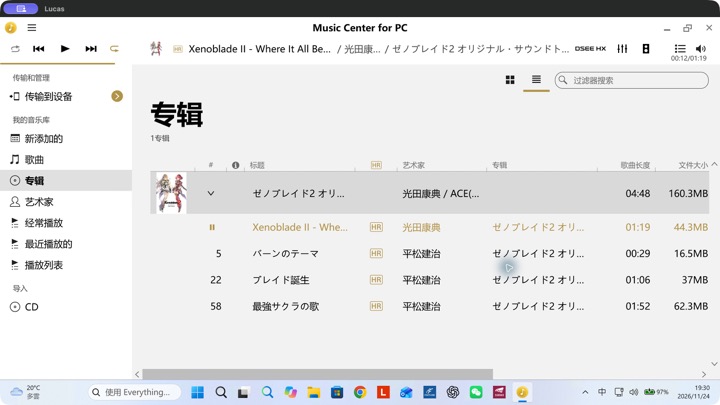 Lucas
Music Center for PC
HR Xenoblade II - Where It All Be... / 光田康... / ゼノブレイド2 オリジナル・サウンドト...
DSEE HX
00:12/01:19
传输和管理
传输到设备
我的音乐库
新添加的
歌曲
专辑
艺术家
经常播放
最近播放的
播放列表
导入
CD
过滤器搜索
专辑
1专辑
# 标题 HR 艺术家 专辑 歌曲长度 文件大小
ゼノブレイド2 オリ... 光田康典 / ACE(... 04:48 160.3MB
Xenoblade II - Whe... HR 光田康典 ゼノブレイド2 オリ... 01:19 44.3MB
5 バーンのテーマ HR 平松建治 ゼノブレイド2 オリ... 00:29 16.5MB
22 ブレイド誕生 HR 平松建治 ゼノブレイド2 オリ... 01:06 37MB
58 最強サクラの歌 HR 平松建治 ゼノブレイド2 オリ... 01:52 62.3MB
20°C
多云
使用 Everything...
中
97%
19:30
2026/11/24